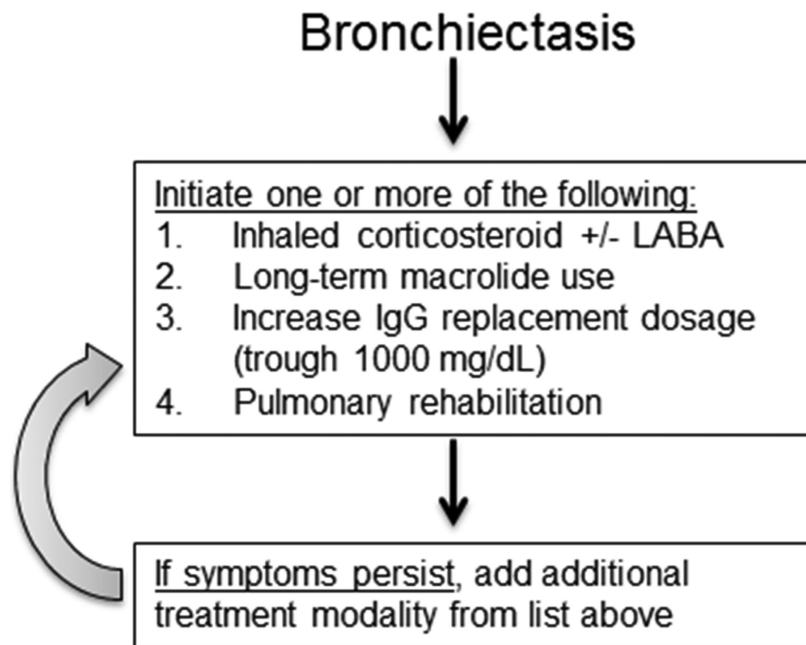 Bronchiectasis
Initiate one or more of the following:
1. Inhaled corticosteroid +/- LABA
2. Long-term macrolide use
3. Increase IgG replacement dosage
(trough 1000 mg/dL)
4. Pulmonary rehabilitation
If symptoms persist, add additional
treatment modality from list above